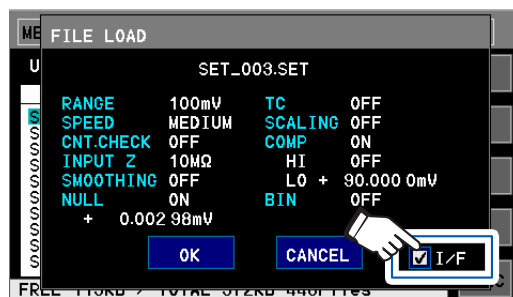 ME
FILE LOAD
U
SET_003.SET
RANGE 100mV TC OFF
SPEED MEDIUM SCALING OFF
CNT.CHECK OFF COMP ON
INPUT Z 10MΩ HI OFF
SMOOTHING OFF LO + 90.000 0mV
NULL ON BIN OFF
+ 0.002 98mV
S
S
S
S
S
S
S
S
S
OK CANCEL I/F